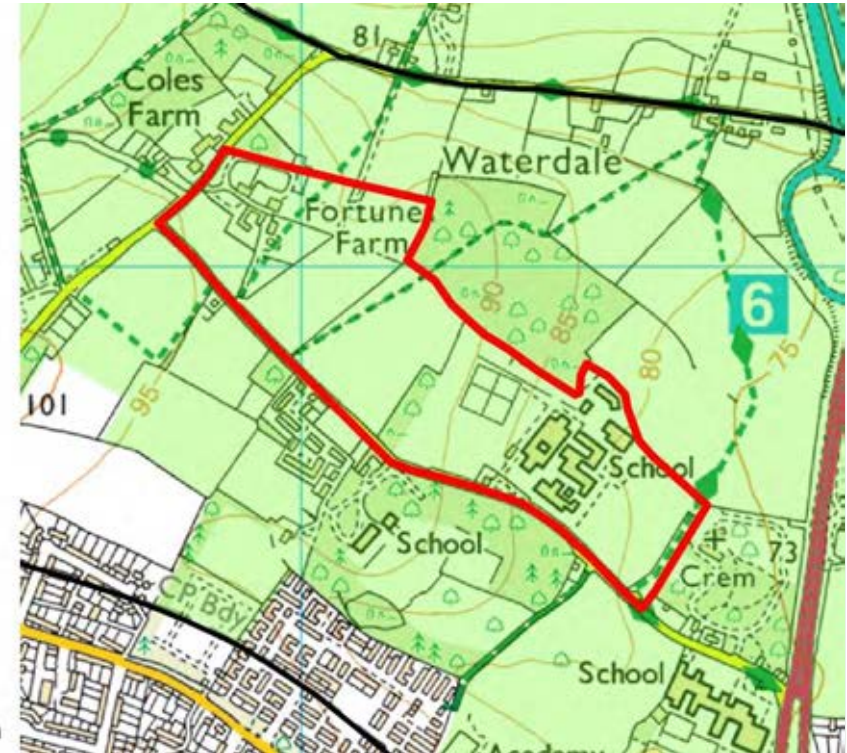 81
Coles
Farm
Waterdale
Fortune
Farm
90
85
80
6
75
95
101
School
School
73
Crem
CP Bdy
School
Academy